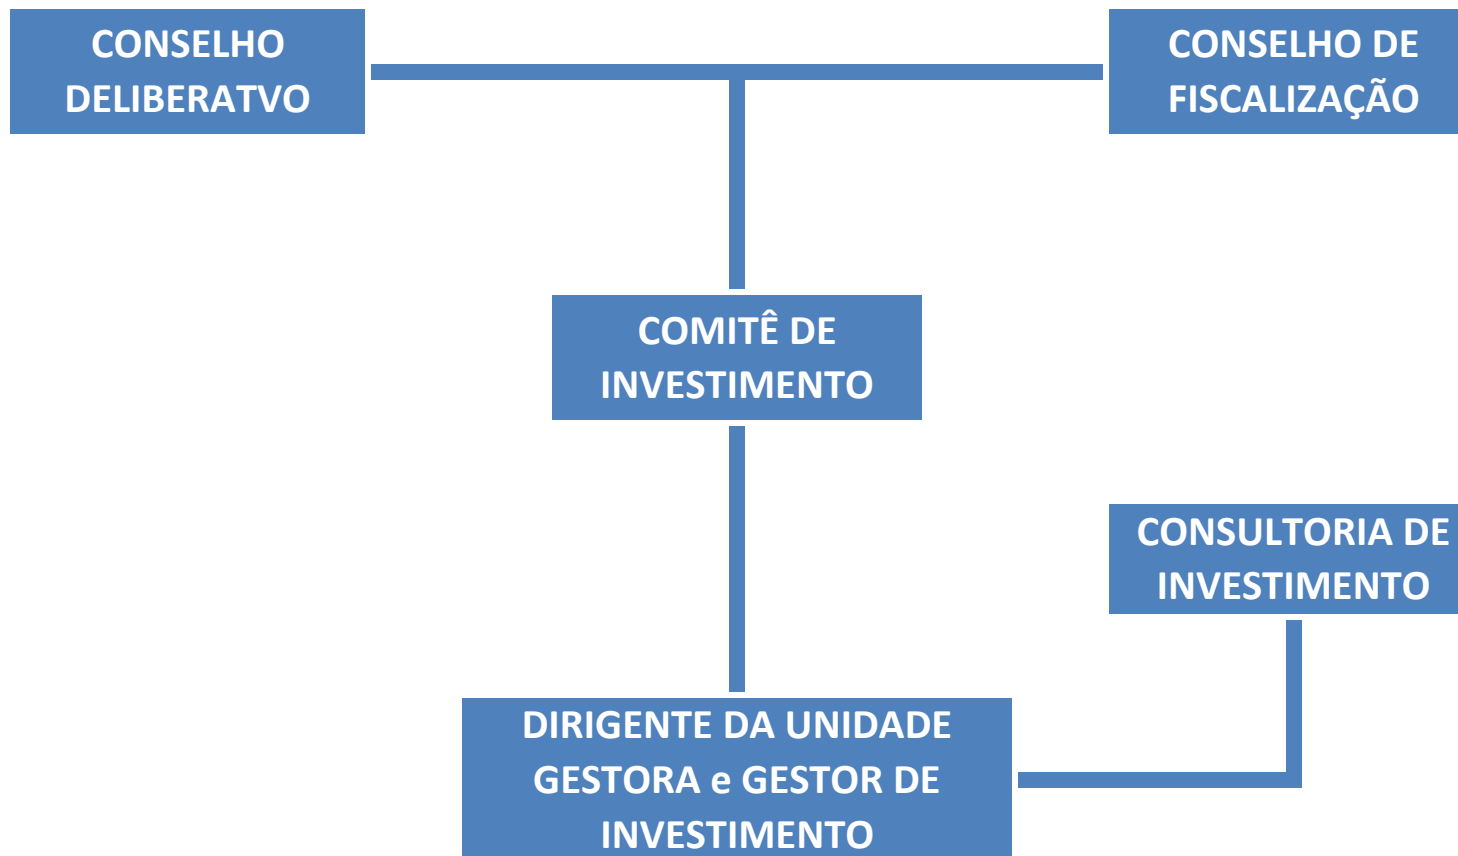 CONSELHO
DELIBERATVO
CONSELHO DE
FISCALIZAÇÃO
COMITÊ DE
INVESTIMENTO
CONSULTORIA DE
INVESTIMENTO
DIRIGENTE DA UNIDADE
GESTORA e GESTOR DE
INVESTIMENTO